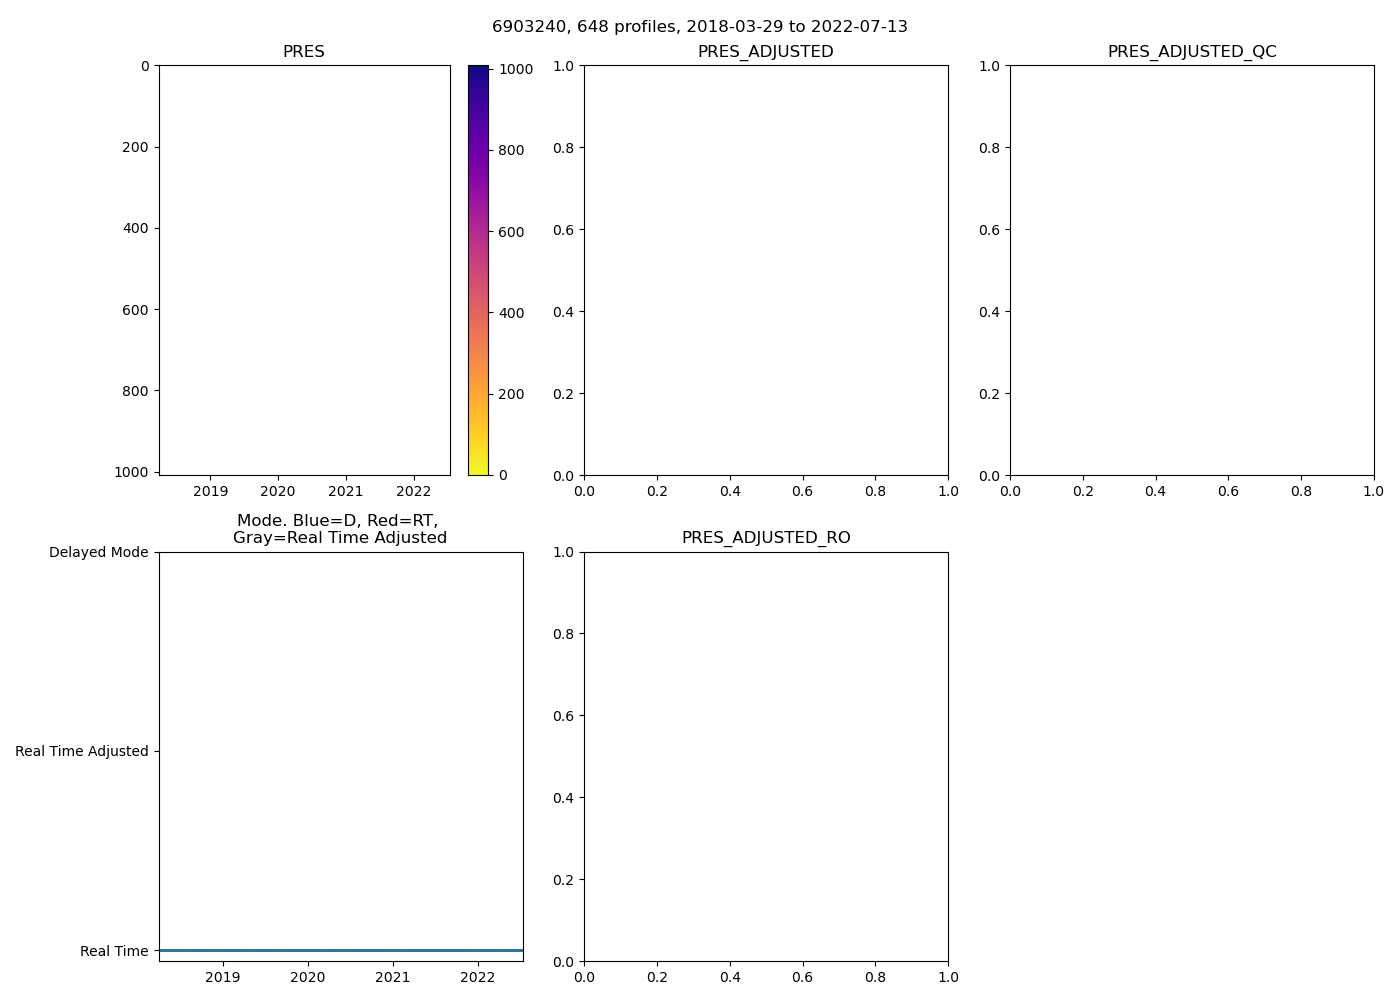 6903240, 648 profiles, 2018-03-29 to 2022-07-13
PRES
0
200
400
600
800
1000
2019 2020 2021 2022
1000
800
600
400
200
0
PRES_ADJUSTED
1.0
0.8
0.6
0.4
0.2
0.0
0.0 0.2 0.4 0.6 0.8 1.0
PRES_ADJUSTED_QC
1.0
0.8
0.6
0.4
0.2
0.0
0.0 0.2 0.4 0.6 0.8 1.0
Mode. Blue=D, Red=RT,
Gray=Real Time Adjusted
Delayed Mode
Real Time Adjusted
Real Time
2019 2020 2021 2022
PRES_ADJUSTED_RO
1.0
0.8
0.6
0.4
0.2
0.0
0.0 0.2 0.4 0.6 0.8 1.0